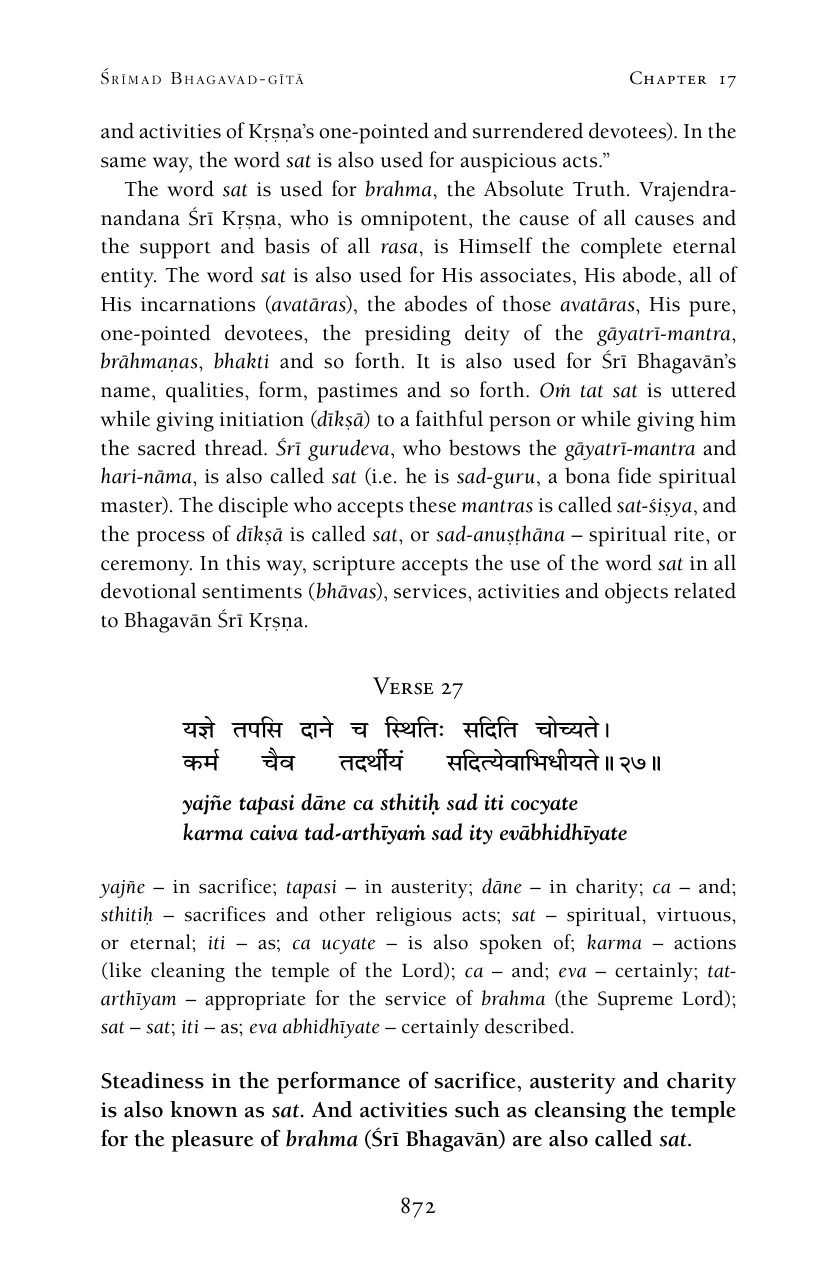 Śrīmad Bhagavad-gītā Chapter 17
and activities of Kṛṣṇa’s one-pointed and surrendered devotees). In the
same way, the word sat is also used for auspicious acts.”
The word sat is used for brahma, the Absolute Truth. Vrajendra-
nandana Śrī Kṛṣṇa, who is omnipotent, the cause of all causes and
the support and basis of all rasa, is Himself the complete eternal
entity. The word sat is also used for His associates, His abode, all of
His incarnations (avatāras), the abodes of those avatāras, His pure,
one-pointed devotees, the presiding deity of the gāyatrī-mantra,
brāhmaṇas, bhakti and so forth. It is also used for Śrī Bhagavān’s
name, qualities, form, pastimes and so forth. Oṁ tat sat is uttered
while giving initiation (dīkṣā) to a faithful person or while giving him
the sacred thread. Śrī gurudeva, who bestows the gāyatrī-mantra and
hari-nāma, is also called sat (i.e. he is sad-guru, a bona fide spiritual
master). The disciple who accepts these mantras is called sat-śiṣya, and
the process of dīkṣā is called sat, or sad-anuṣṭhāna – spiritual rite, or
ceremony. In this way, scripture accepts the use of the word sat in all
devotional sentiments (bhāvas), services, activities and objects related
to Bhagavān Śrī Kṛṣṇa.
Verse 27
यज्ञे तपसि दाने च स्थितिः सदिति चोच्यते।
कर्म चैव तदर्थीयं सदित्येवाभिधीयते॥२७॥
yajñe tapasi dāne ca sthitiḥ sad iti cocyate
karma caiva tad-arthīyaṁ sad ity evābhidhīyate
yajñe – in sacrifice; tapasi – in austerity; dāne – in charity; ca – and;
sthitiḥ – sacrifices and other religious acts; sat – spiritual, virtuous,
or eternal; iti – as; ca ucyate – is also spoken of; karma – actions
(like cleaning the temple of the Lord); ca – and; eva – certainly; tat-
arthīyam – appropriate for the service of brahma (the Supreme Lord);
sat – sat; iti – as; eva abhidhīyate – certainly described.
Steadiness in the performance of sacrifice, austerity and charity
is also known as sat. And activities such as cleansing the temple
for the pleasure of brahma (Śrī Bhagavān) are also called sat.
872